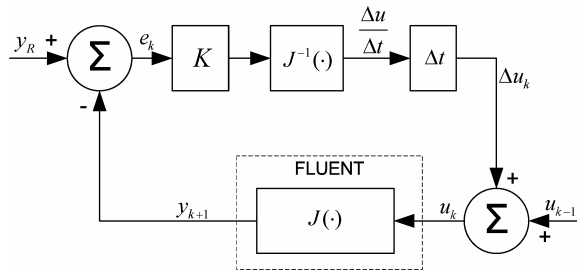 y_R
+
Σ
-
e_k
K
J⁻¹(·)
Δu
Δt
Δt
Δu_k
FLUENT
J(·)
y_{k+1}
u_k
+
Σ
u_{k-1}
+